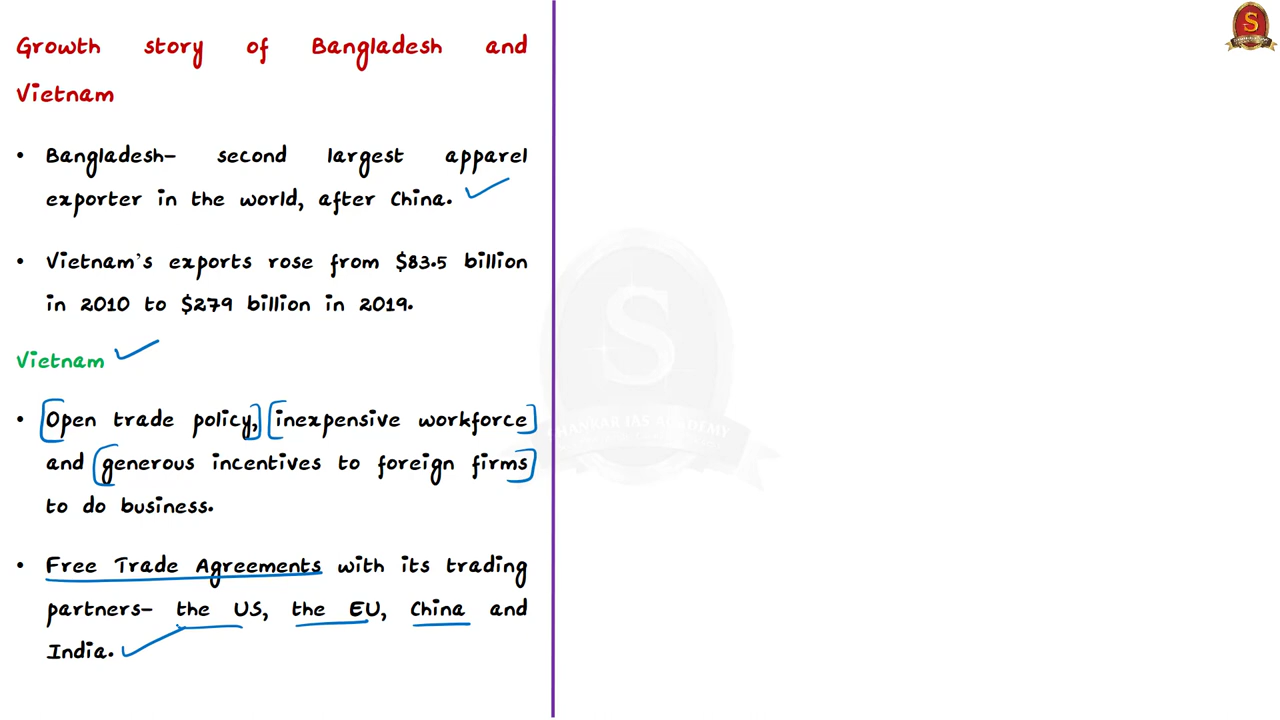 Growth story of Bangladesh and
Vietnam
• Bangladesh- second largest apparel
exporter in the world, after China.
• Vietnam's exports rose from $83.5 billion
in 2010 to $279 billion in 2019.
Vietnam
• Open trade policy, inexpensive workforce
and generous incentives to foreign firms
to do business.
• Free Trade Agreements with its trading
partners- the US, the EU, China and
India.
S
S
SHANKAR IAS ACADEMY